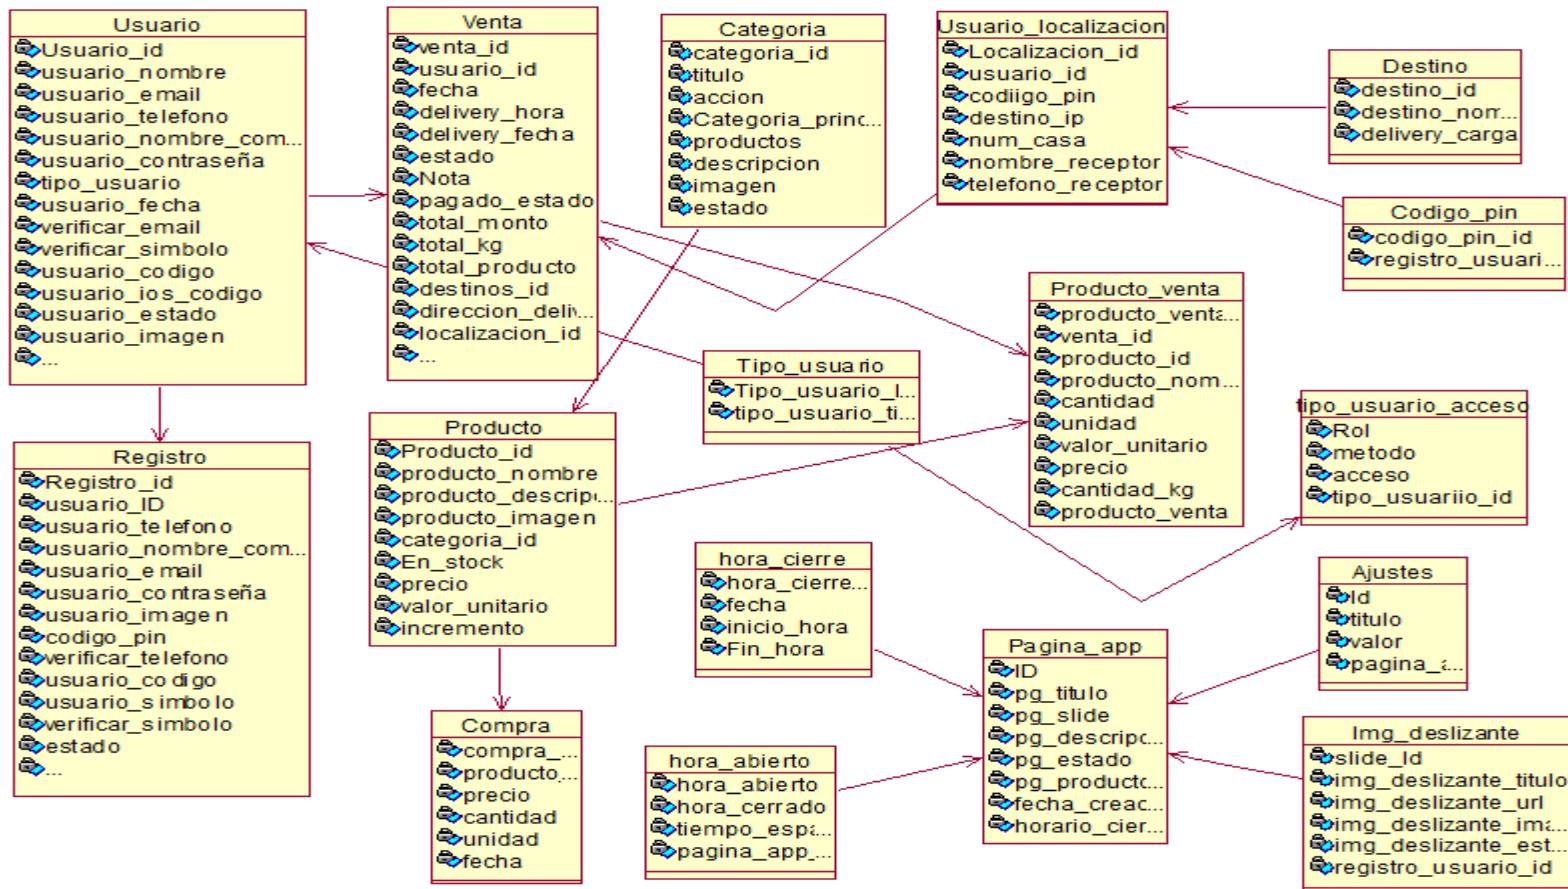 Usuario
Usuario_id
usuario_nombre
usuario_email
usuario_telefono
usuario_nombre_com...
usuario_contraseña
tipo_usuario
usuario_fecha
verificar_email
verificar_simbolo
usuario_codigo
usuario_ios_codigo
usuario_estado
usuario_imagen
...
Venta
venta_id
usuario_id
fecha
delivery_hora
delivery_fecha
estado
Nota
pagado_estado
total_monto
total_kg
total_producto
destinos_id
direccion_deliv...
localizacion_id
...
Categoria
categoria_id
titulo
accion
Categoria_princ...
productos
descripcion
imagen
estado
Usuario_localizacion
Localizacion_id
usuario_id
codiigo_pin
destino_ip
num_casa
nombre_receptor
telefono_receptor
Destino
destino_id
destino_nom...
delivery_carga
Codigo_pin
codigo_pin_id
registro_usuari...
Producto_venta
producto_venta...
venta_id
producto_id
producto_nom...
cantidad
unidad
valor_unitario
precio
cantidad_kg
producto_venta
Tipo_usuario
Tipo_usuario_I...
tipo_usuario_ti...
tipo_usuario_acceso
Rol
metodo
acceso
tipo_usuariiio_id
Registro
Registro_id
usuario_ID
usuario_telefono
usuario_nombre_com...
usuario_email
usuario_contraseña
usuario_imagen
codigo_pin
verificar_telefono
usuario_codigo
usuario_simbolo
verificar_simbolo
estado
...
Producto
Producto_id
producto_nombre
producto_descrip...
producto_imagen
categoria_id
En_stock
precio
valor_unitario
incremento
hora_cierre
hora_cierre...
fecha
inicio_hora
Fin_hora
Ajustes
Id
titulo
valor
pagina_a...
Pagina_app
ID
pg_titulo
pg_slide
pg_descripc...
pg_estado
pg_productc...
fecha_creac...
horario_cier...
Compra
compra_...
producto_...
precio
cantidad
unidad
fecha
hora_abierto
hora_abierto
hora_cerrado
tiempo_espa...
pagina_app_...
Img_deslizante
slide_Id
img_deslizante_titulo
img_deslizante_url
img_deslizante_ima...
img_deslizante_est...
registro_usuario_id